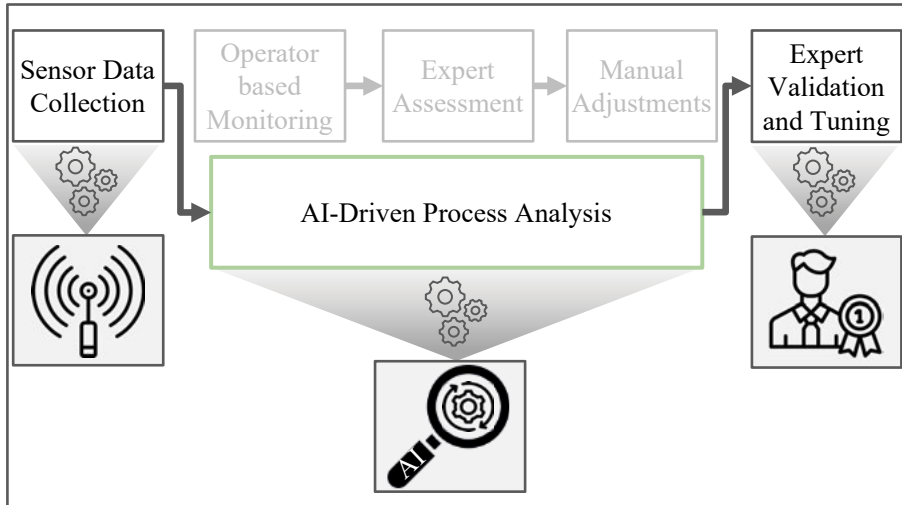 Sensor Data
Collection
Operator
based
Monitoring
Expert
Assessment
Manual
Adjustments
Expert
Validation
and Tuning
AI-Driven Process Analysis
1
AI